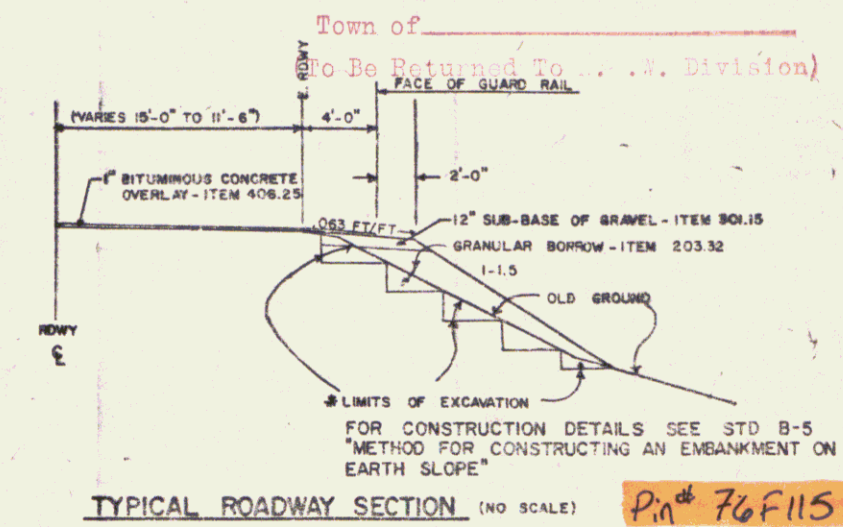 Town of
(To Be Returned To . .W. Division)
E. RDWY
FACE OF GUARD RAIL
(VARIES 15'-0" TO 11'-6")
4'-0"
2'-0"
1" BITUMINOUS CONCRETE
OVERLAY - ITEM 406.25
.063 FT/FT
12" SUB-BASE OF GRAVEL - ITEM 301.15
GRANULAR BORROW - ITEM 203.32
1-1.5
OLD GROUND
RDWY
℄
* LIMITS OF EXCAVATION
FOR CONSTRUCTION DETAILS SEE STD B-5
"METHOD FOR CONSTRUCTING AN EMBANKMENT ON
EARTH SLOPE"
TYPICAL ROADWAY SECTION (NO SCALE)
Pin# 76F115